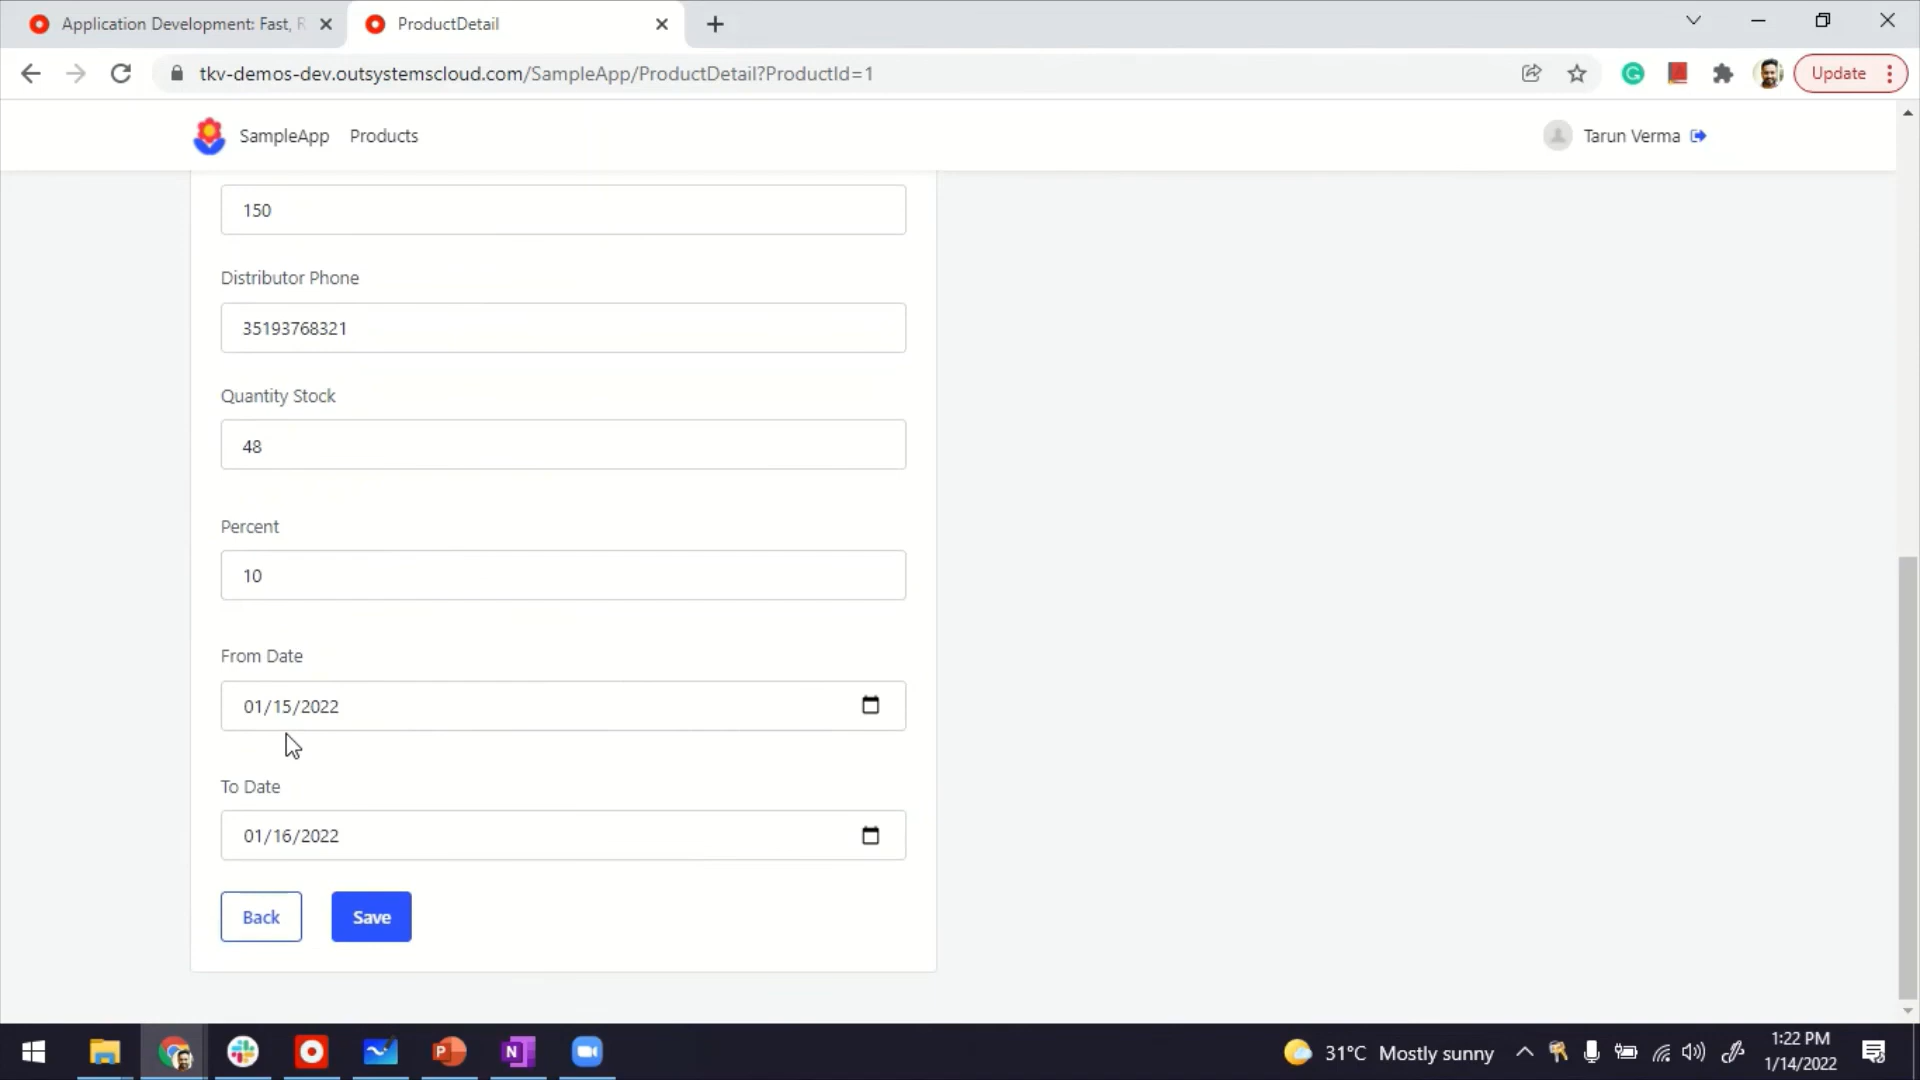 Application Development: Fast, R
ProductDetail
tkv-demos-dev.outsystemscloud.com/SampleApp/ProductDetail?ProductId=1
Update
SampleApp Products
Tarun Verma
150
Distributor Phone
35193768321
Quantity Stock
48
Percent
10
From Date
01/15/2022
To Date
01/16/2022
Back
Save
31°C Mostly sunny
1:22 PM
1/14/2022